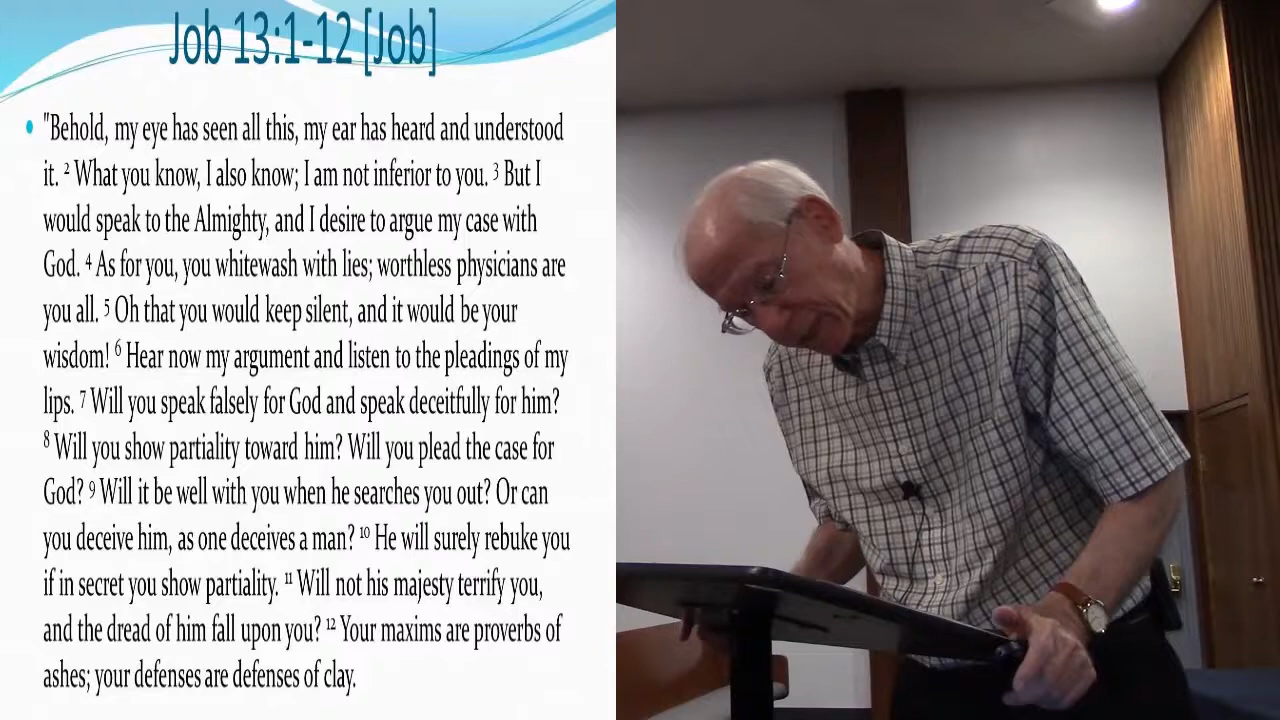 Job 13:1-12 [Job]
• "Behold, my eye has seen all this, my ear has heard and understood
it. ² What you know, I also know; I am not inferior to you. ³ But I
would speak to the Almighty, and I desire to argue my case with
God. ⁴ As for you, you whitewash with lies; worthless physicians are
you all. ⁵ Oh that you would keep silent, and it would be your
wisdom! ⁶ Hear now my argument and listen to the pleadings of my
lips. ⁷ Will you speak falsely for God and speak deceitfully for him?
⁸ Will you show partiality toward him? Will you plead the case for
God? ⁹ Will it be well with you when he searches you out? Or can
you deceive him, as one deceives a man? ¹⁰ He will surely rebuke you
if in secret you show partiality. ¹¹ Will not his majesty terrify you,
and the dread of him fall upon you? ¹² Your maxims are proverbs of
ashes; your defenses are defenses of clay.